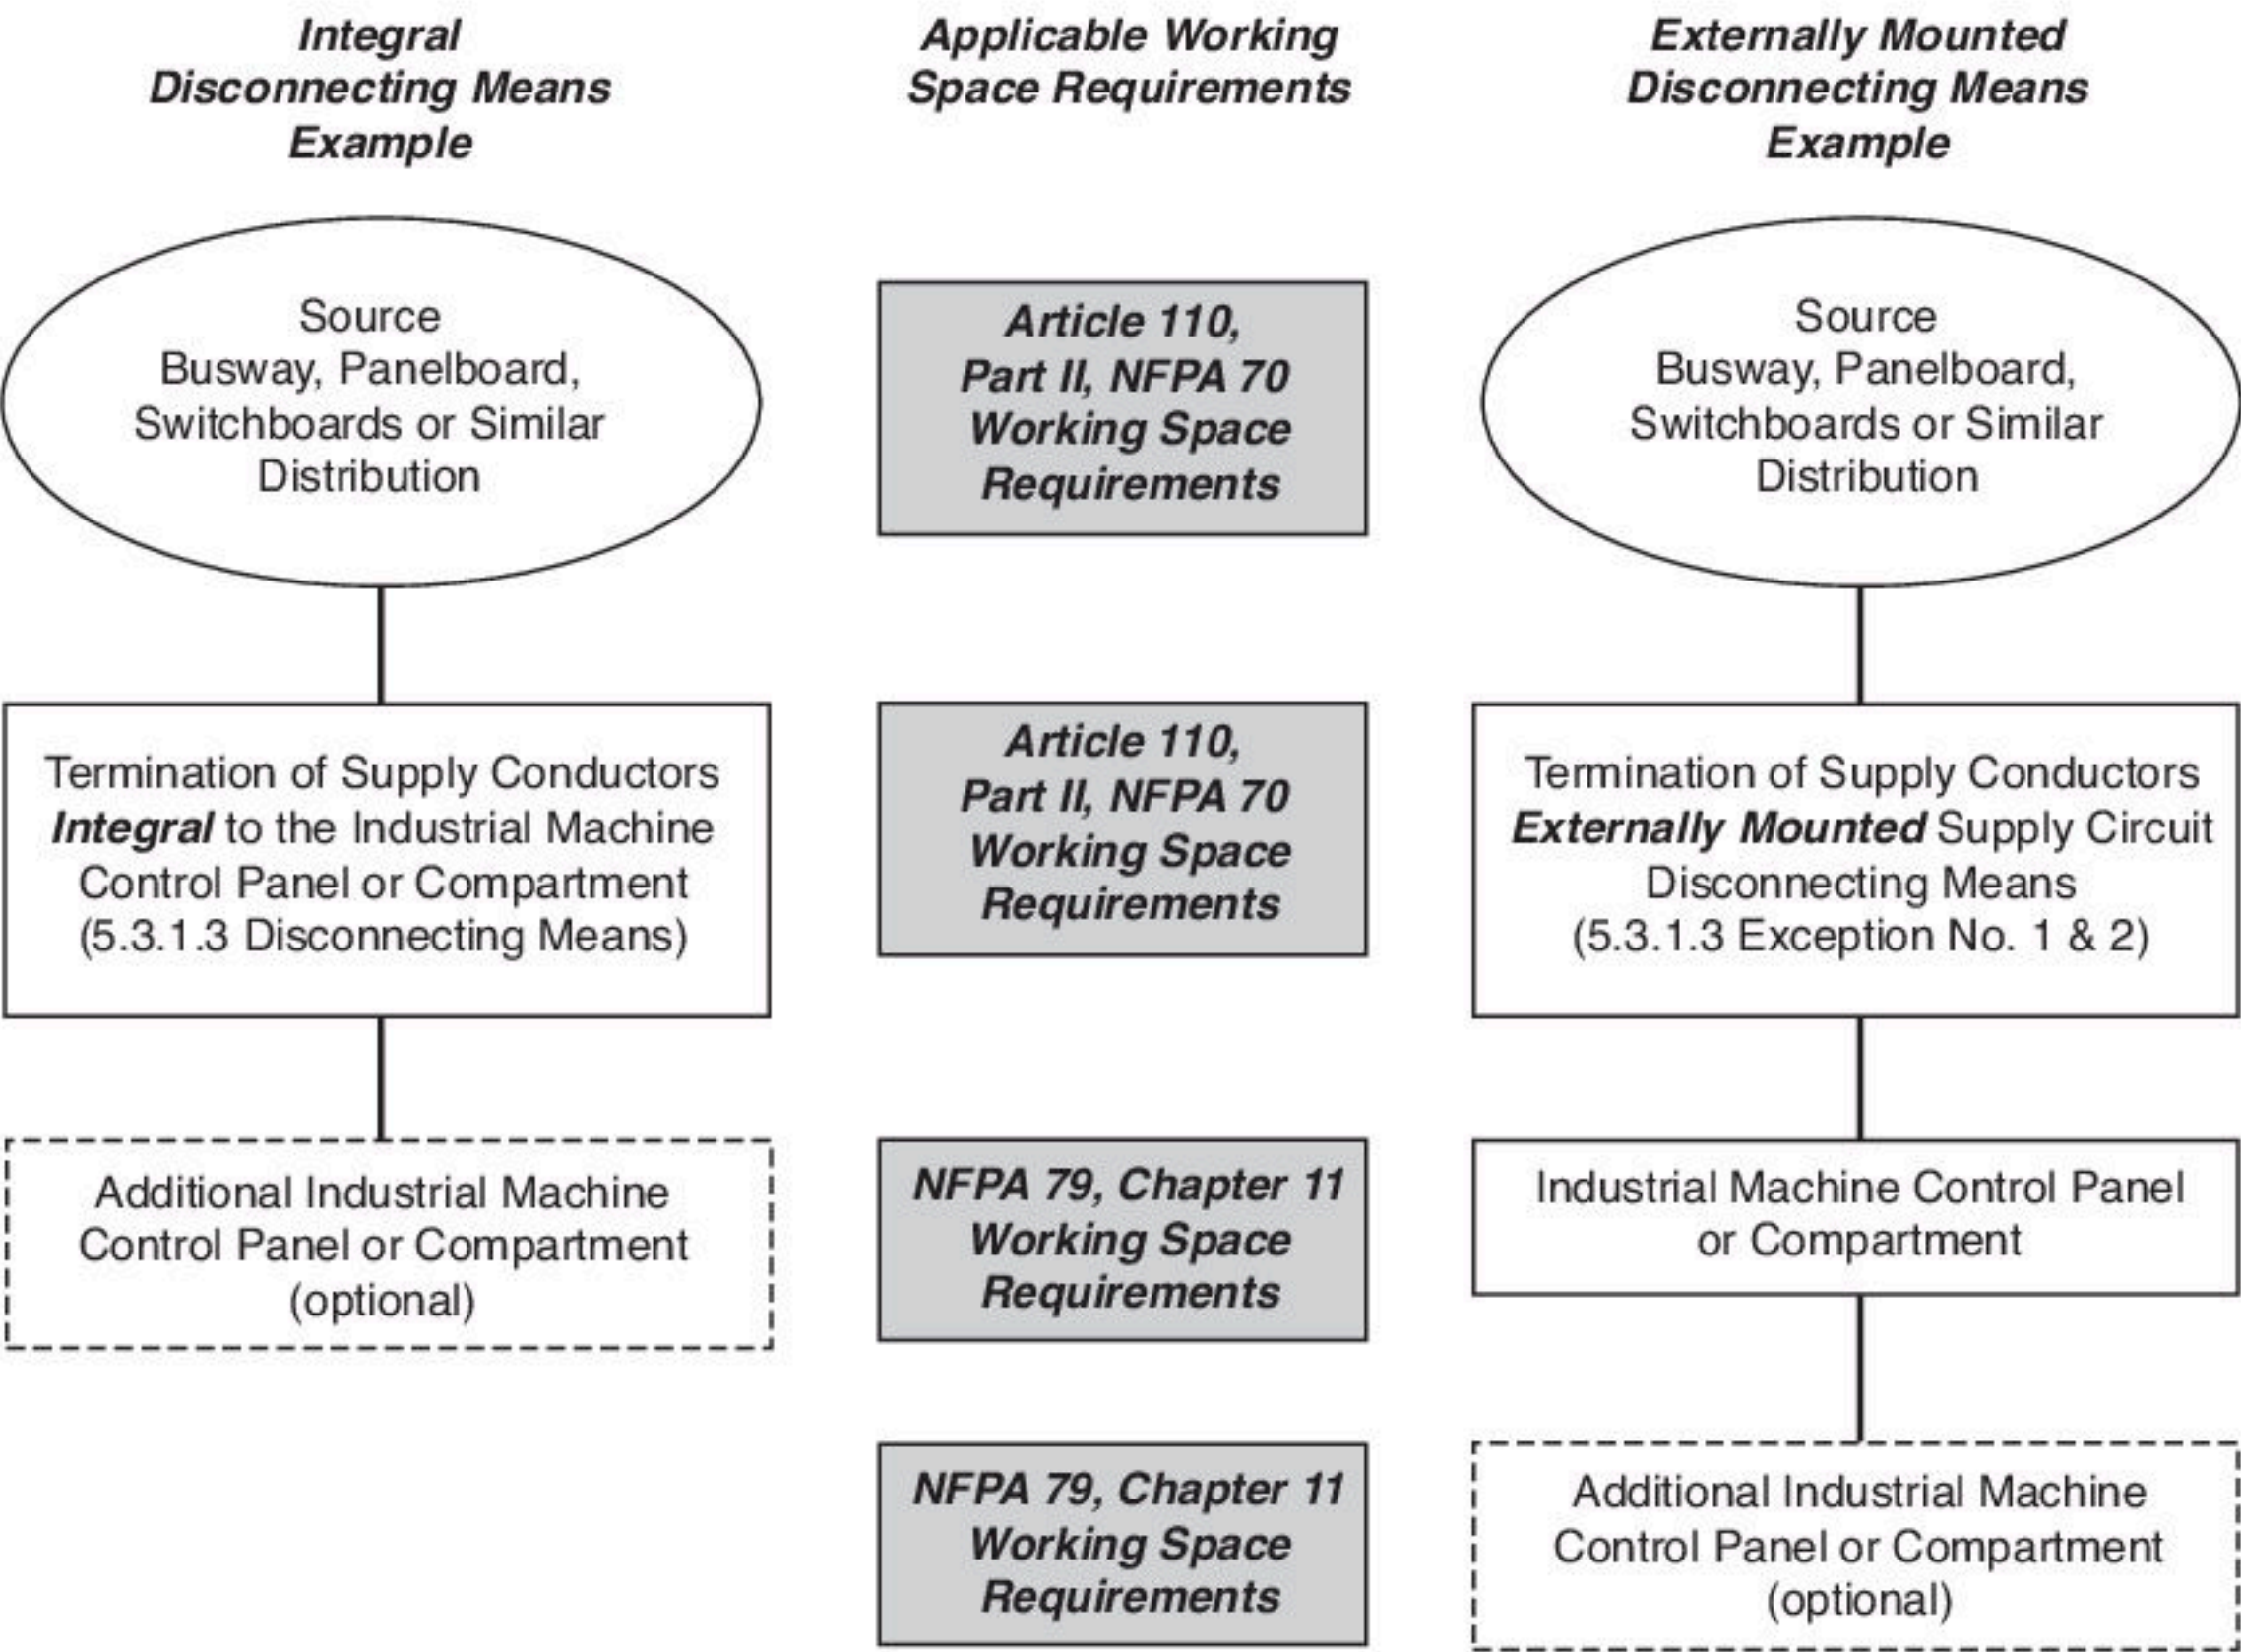 Integral
Disconnecting Means
Example
Applicable Working
Space Requirements
Externally Mounted
Disconnecting Means
Example
Source
Busway, Panelboard,
Switchboards or Similar
Distribution
Article 110,
Part II, NFPA 70
Working Space
Requirements
Source
Busway, Panelboard,
Switchboards or Similar
Distribution
Termination of Supply Conductors
Integral to the Industrial Machine
Control Panel or Compartment
(5.3.1.3 Disconnecting Means)
Article 110,
Part II, NFPA 70
Working Space
Requirements
Termination of Supply Conductors
Externally Mounted Supply Circuit
Disconnecting Means
(5.3.1.3 Exception No. 1 & 2)
Additional Industrial Machine
Control Panel or Compartment
(optional)
NFPA 79, Chapter 11
Working Space
Requirements
Industrial Machine Control Panel
or Compartment
NFPA 79, Chapter 11
Working Space
Requirements
Additional Industrial Machine
Control Panel or Compartment
(optional)